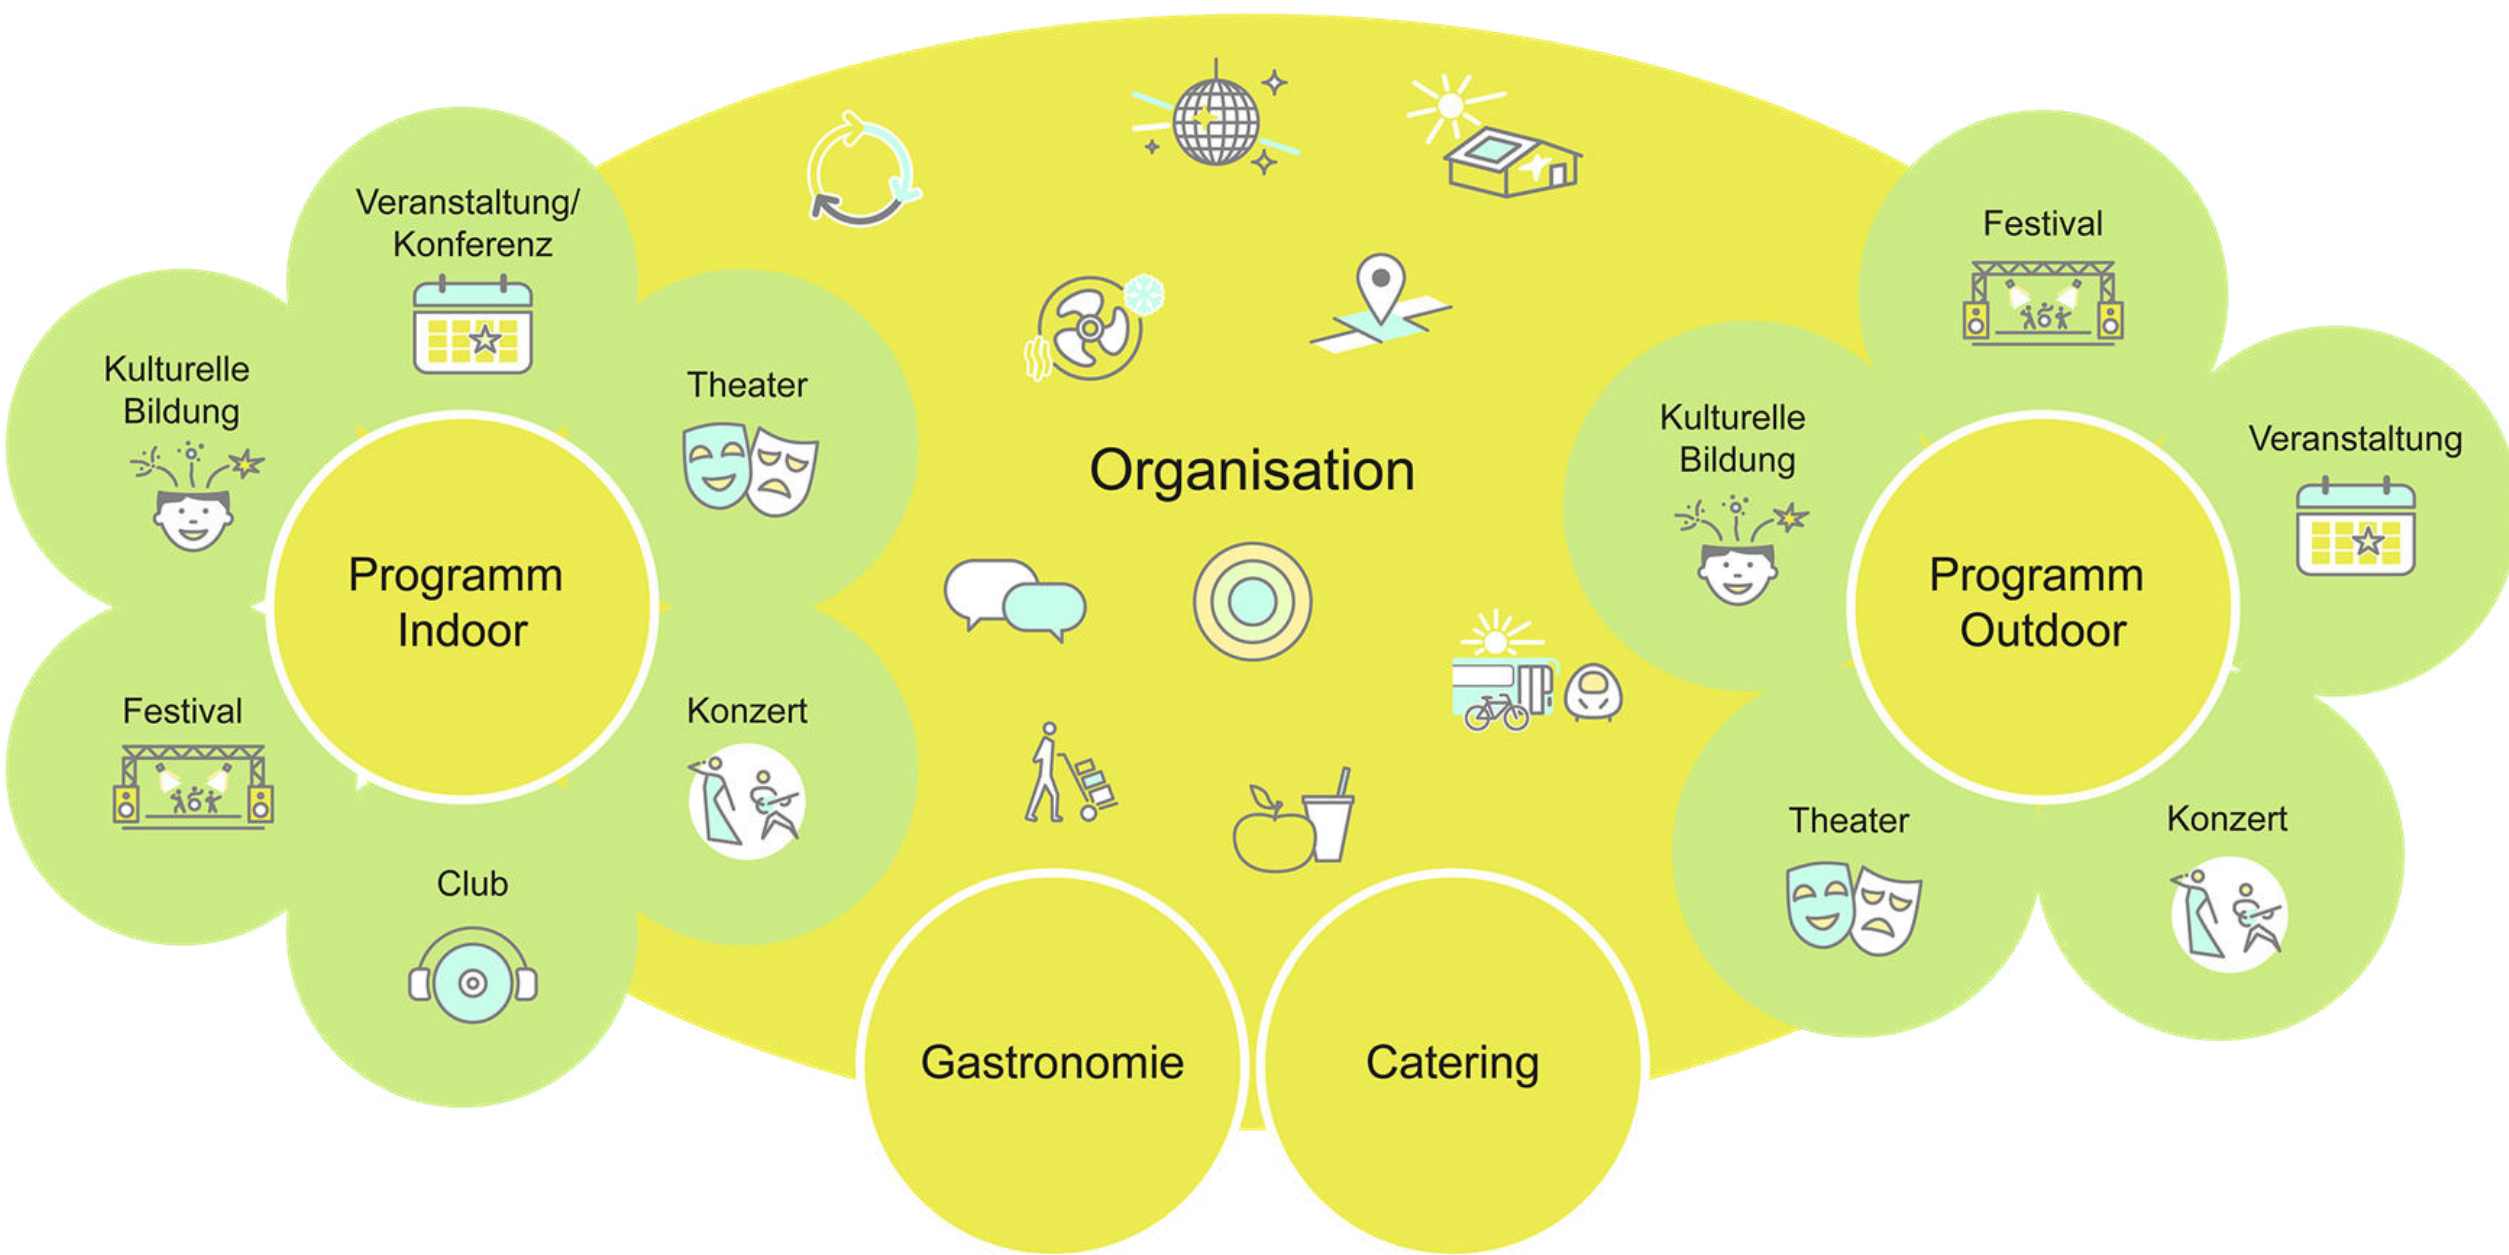 Veranstaltung/
Konferenz
Kulturelle
Bildung
Theater
Programm
Indoor
Festival
Konzert
Club
Organisation
Gastronomie
Catering
Festival
Kulturelle
Bildung
Veranstaltung
Programm
Outdoor
Theater
Konzert